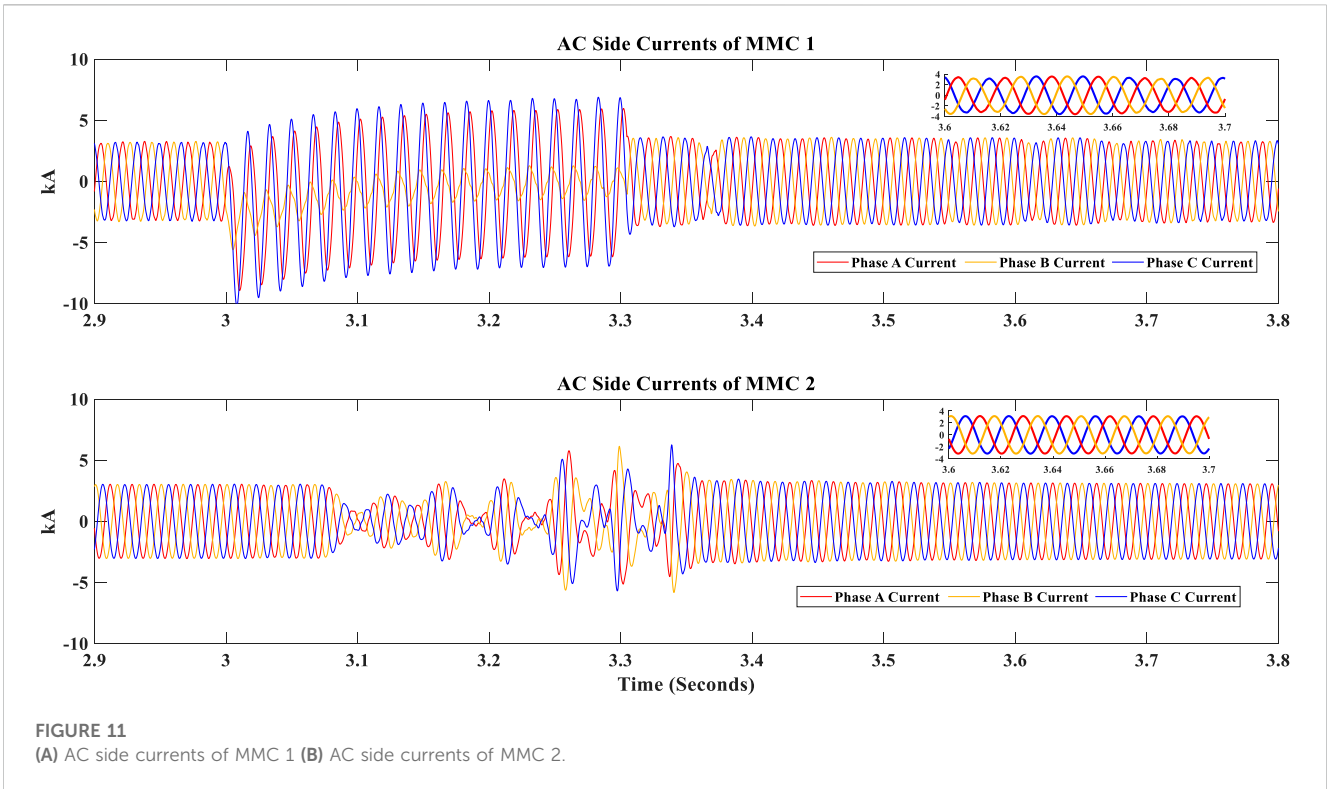 AC Side Currents of MMC 1
10
5
0
-5
-10
kA
4
2
0
-2
-4
3.6 3.62 3.64 3.66 3.68 3.7
Phase A Current Phase B Current Phase C Current
2.9 3 3.1 3.2 3.3 3.4 3.5 3.6 3.7 3.8
AC Side Currents of MMC 2
10
5
0
-5
-10
kA
4
2
0
-2
-4
3.6 3.62 3.64 3.66 3.68 3.7
Phase A Current Phase B Current Phase C Current
2.9 3 3.1 3.2 3.3 3.4 3.5 3.6 3.7 3.8
Time (Seconds)
FIGURE 11
(A) AC side currents of MMC 1 (B) AC side currents of MMC 2.